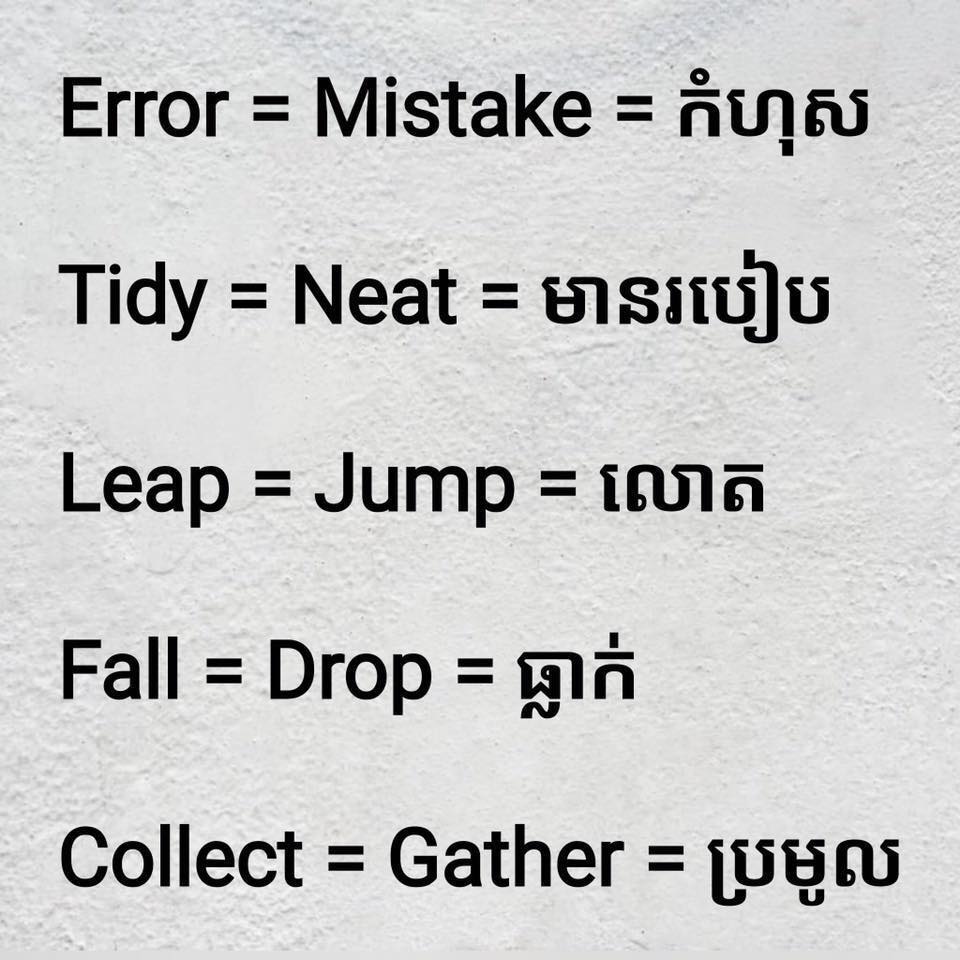 Error = Mistake = កំហុស
Tidy = Neat = មានរបៀប
Leap = Jump = លោត
Fall = Drop = ធ្លាក់
Collect = Gather = ប្រមូល